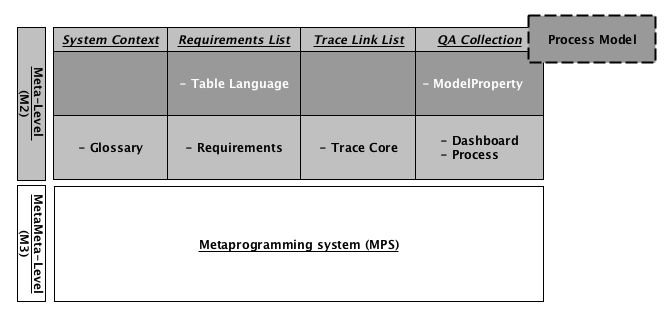 System Context
Requirements List
Trace Link List
QA Collection
Process Model
Meta-Level
(M2)
- Table Language
- ModelProperty
- Glossary
- Requirements
- Trace Core
- Dashboard
- Process
MetaMeta-Level
(M3)
Metaprogramming system (MPS)